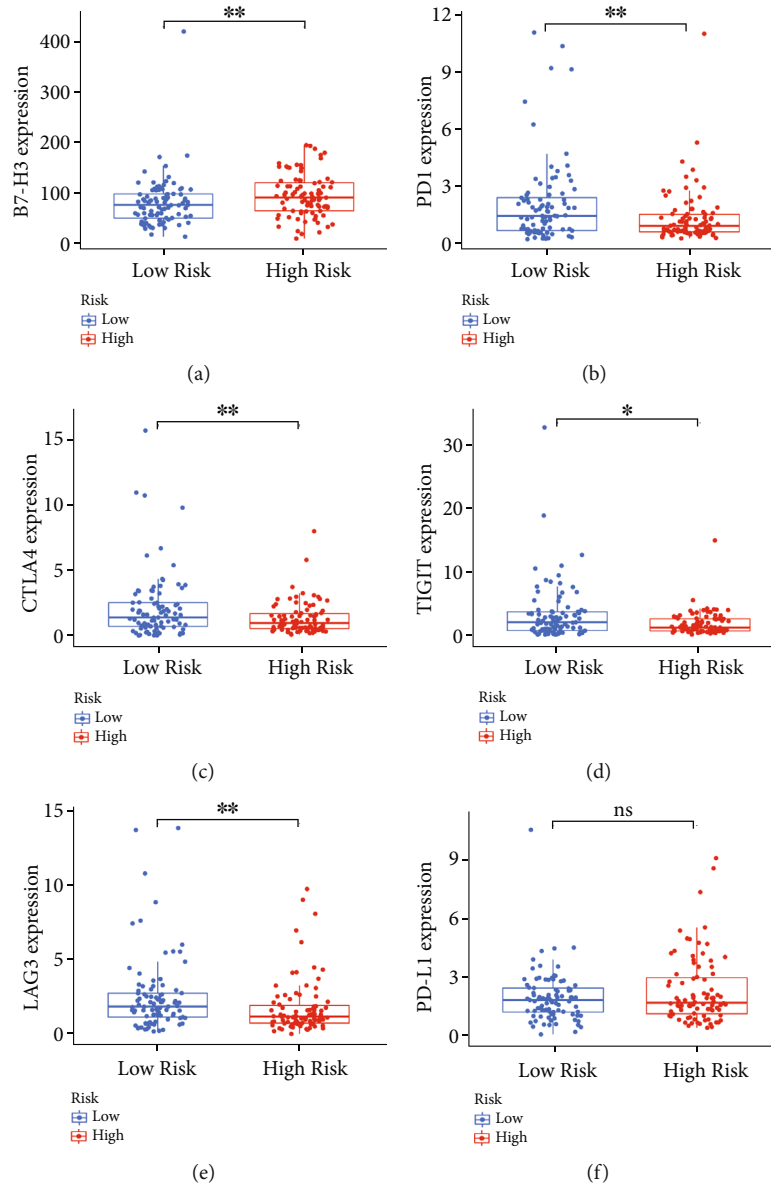 **
400
300
200
100
0
B7-H3 expression
Low Risk
High Risk
Risk
Low
High
(a)
**
12
9
6
3
0
PD1 expression
Low Risk
High Risk
Risk
Low
High
(b)
**
15
10
5
0
CTLA4 expression
Low Risk
High Risk
Risk
Low
High
(c)
*
30
20
10
0
TIGIT expression
Low Risk
High Risk
Risk
Low
High
(d)
**
15
10
5
0
LAG3 expression
Low Risk
High Risk
Risk
Low
High
(e)
ns
9
6
3
0
PD-L1 expression
Low Risk
High Risk
Risk
Low
High
(f)